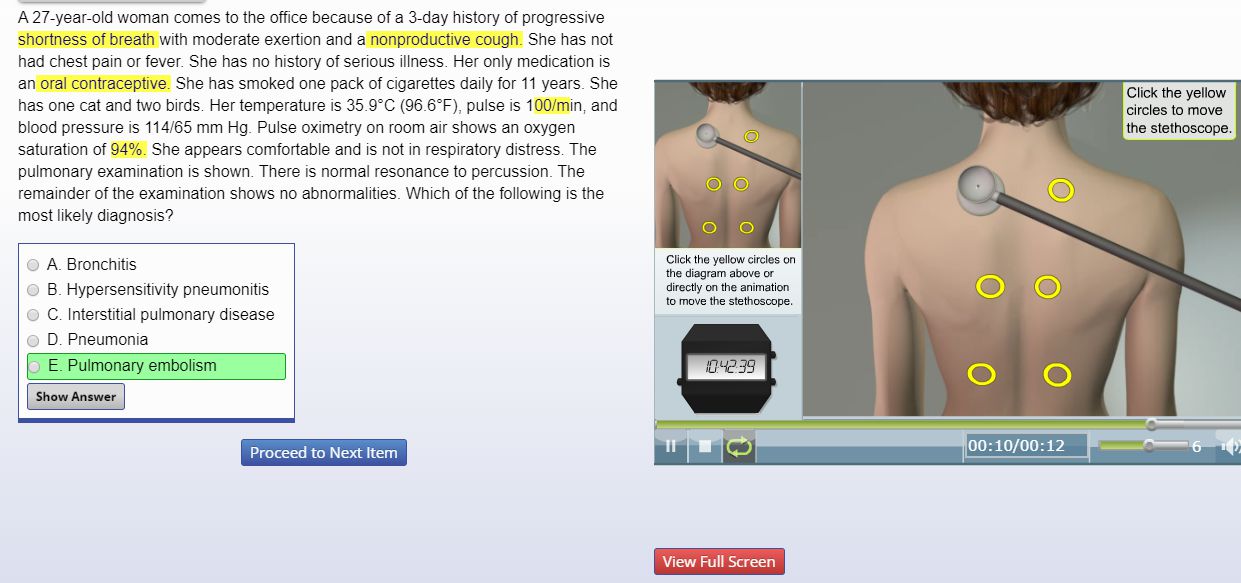 A 27-year-old woman comes to the office because of a 3-day history of progressive
shortness of breath with moderate exertion and a nonproductive cough. She has not
had chest pain or fever. She has no history of serious illness. Her only medication is
an oral contraceptive. She has smoked one pack of cigarettes daily for 11 years. She
has one cat and two birds. Her temperature is 35.9°C (96.6°F), pulse is 100/min, and
blood pressure is 114/65 mm Hg. Pulse oximetry on room air shows an oxygen
saturation of 94%. She appears comfortable and is not in respiratory distress. The
pulmonary examination is shown. There is normal resonance to percussion. The
remainder of the examination shows no abnormalities. Which of the following is the
most likely diagnosis?
A. Bronchitis
B. Hypersensitivity pneumonitis
C. Interstitial pulmonary disease
D. Pneumonia
E. Pulmonary embolism
Show Answer
Proceed to Next Item
Click the yellow
circles to move
the stethoscope.
Click the yellow circles on
the diagram above or
directly on the animation
to move the stethoscope.
10:42:39
00:10/00:12
6
View Full Screen